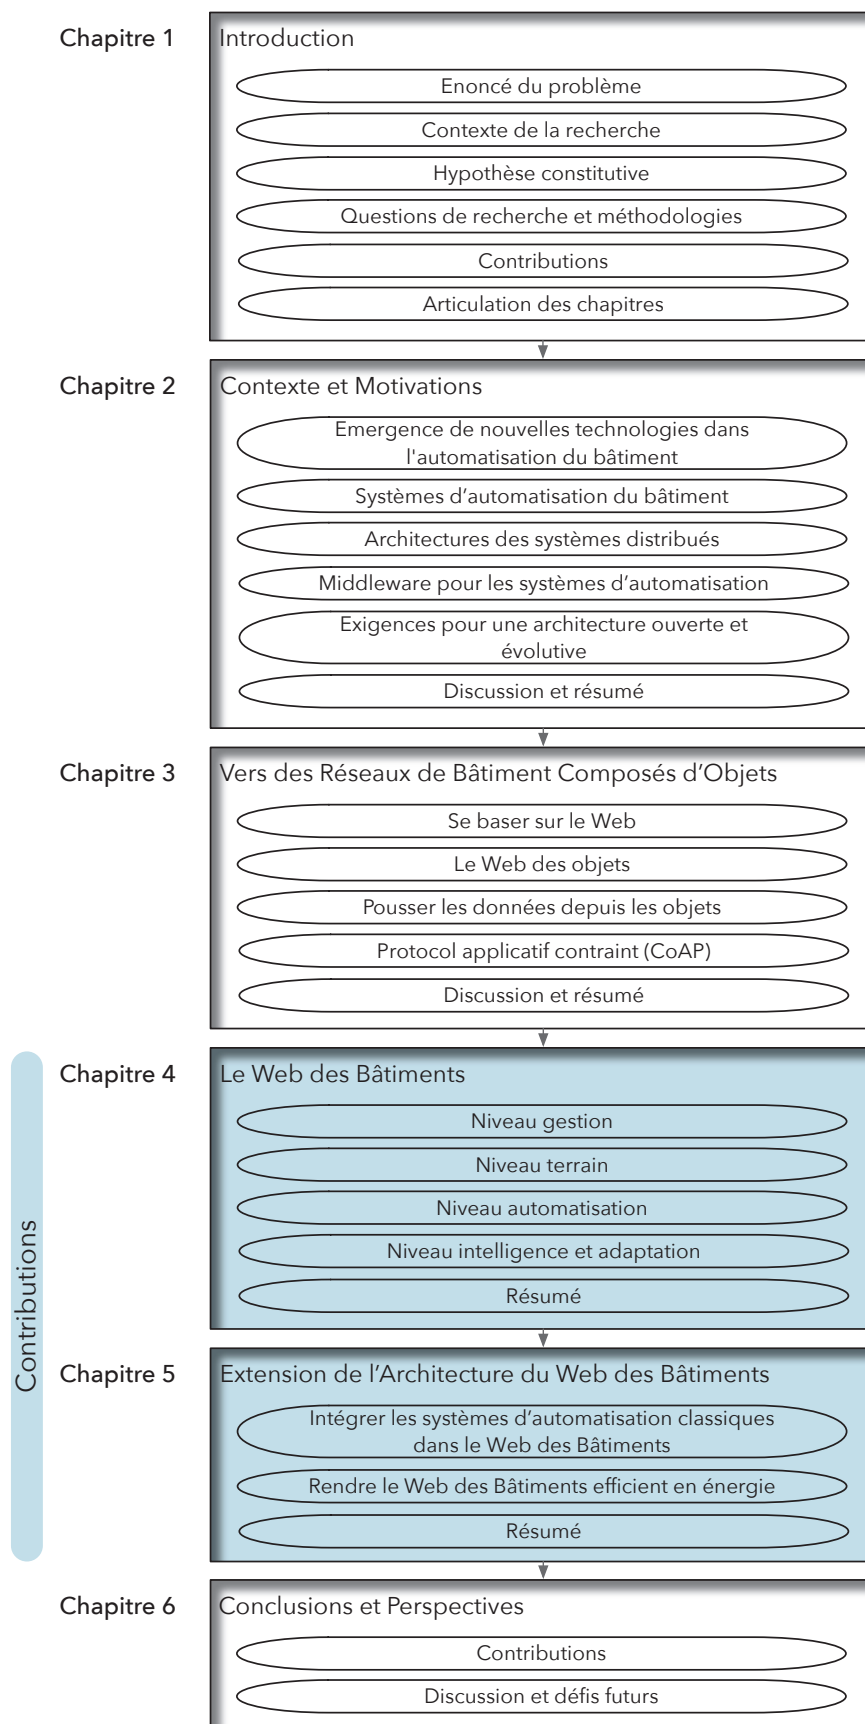 Chapitre 1
Introduction
Enoncé du problème
Contexte de la recherche
Hypothèse constitutive
Questions de recherche et méthodologies
Contributions
Articulation des chapitres
Chapitre 2
Contexte et Motivations
Emergence de nouvelles technologies dans
l'automatisation du bâtiment
Systèmes d’automatisation du bâtiment
Architectures des systèmes distribués
Middleware pour les systèmes d’automatisation
Exigences pour une architecture ouverte et
évolutive
Discussion et résumé
Chapitre 3
Vers des Réseaux de Bâtiment Composés d’Objets
Se baser sur le Web
Le Web des objets
Pousser les données depuis les objets
Protocol applicatif contraint (CoAP)
Discussion et résumé
Contributions
Chapitre 4
Le Web des Bâtiments
Niveau gestion
Niveau terrain
Niveau automatisation
Niveau intelligence et adaptation
Résumé
Chapitre 5
Extension de l’Architecture du Web des Bâtiments
Intégrer les systèmes d’automatisation classiques
dans le Web des Bâtiments
Rendre le Web des Bâtiments efficient en énergie
Résumé
Chapitre 6
Conclusions et Perspectives
Contributions
Discussion et défis futurs